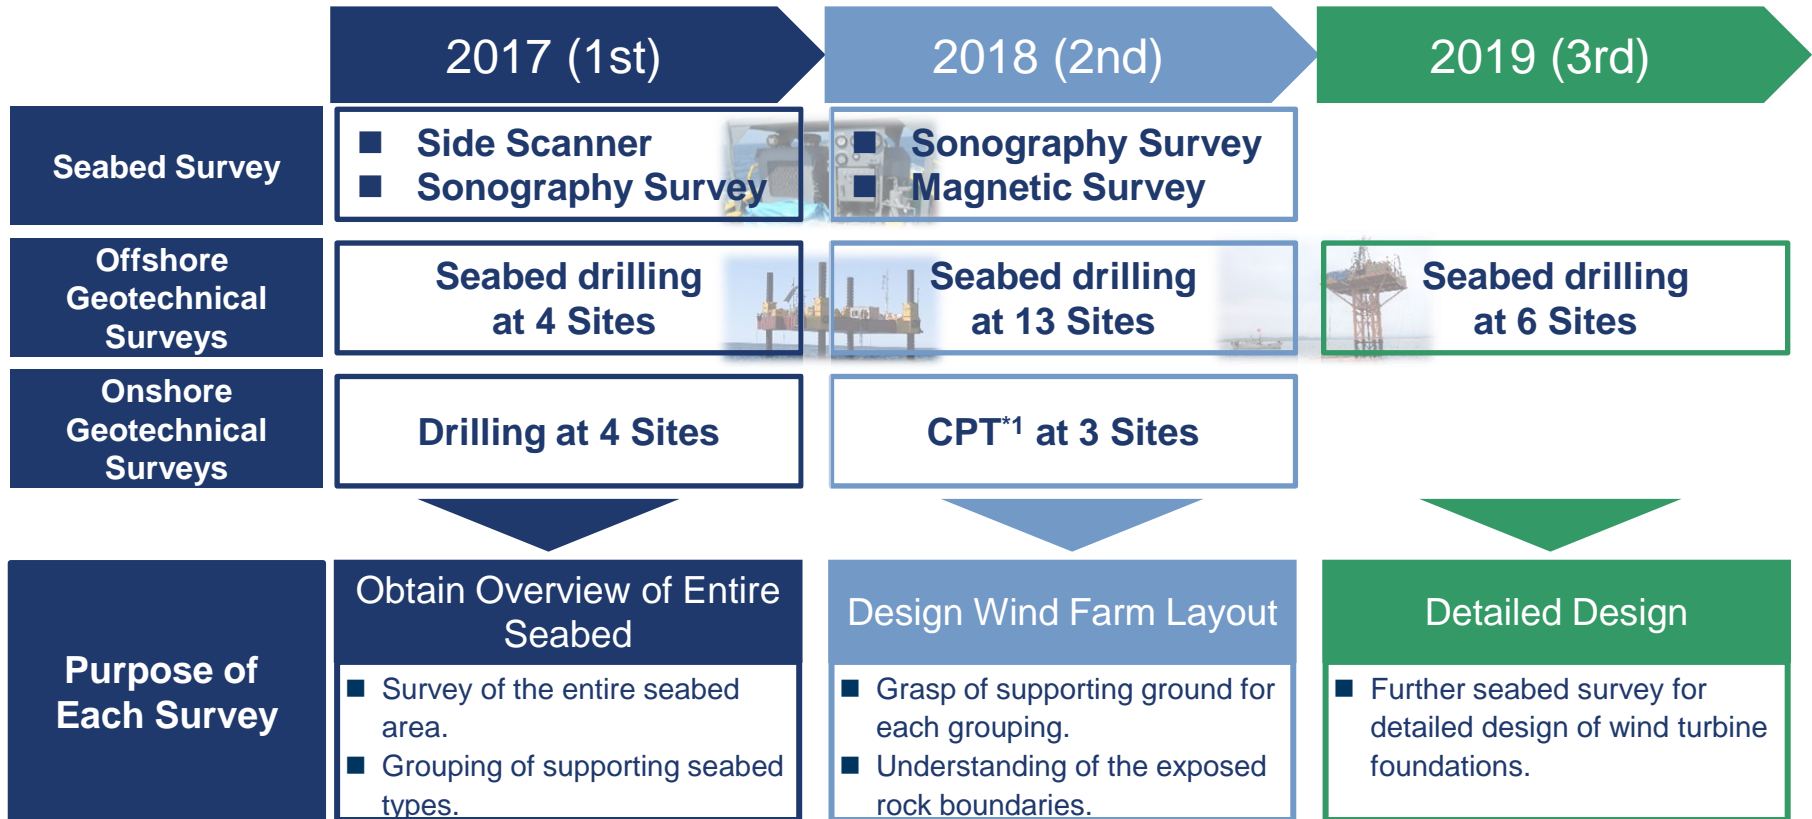 2017 (1st)
2018 (2nd)
2019 (3rd)
Seabed Survey
■ Side Scanner
■ Sonography Survey
■ Sonography Survey
■ Magnetic Survey
Offshore
Geotechnical
Surveys
Seabed drilling
at 4 Sites
Seabed drilling
at 13 Sites
Seabed drilling
at 6 Sites
Onshore
Geotechnical
Surveys
Drilling at 4 Sites
CPT*1 at 3 Sites
Purpose of
Each Survey
Obtain Overview of Entire
Seabed
■ Survey of the entire seabed
area.
■ Grouping of supporting seabed
types.
Design Wind Farm Layout
■ Grasp of supporting ground for
each grouping.
■ Understanding of the exposed
rock boundaries.
Detailed Design
■ Further seabed survey for
detailed design of wind turbine
foundations.